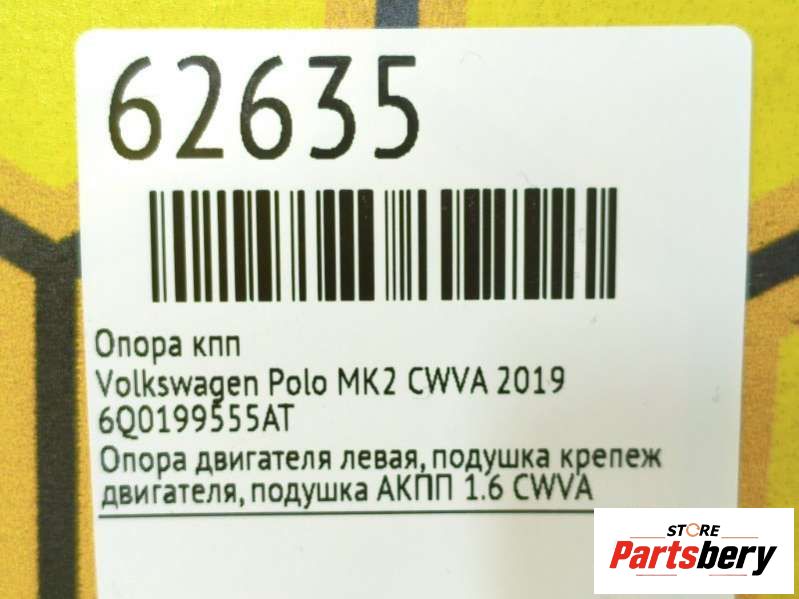 62635
Опора кпп
Volkswagen Polo MK2 CWVA 2019
6Q0199555AT
Опора двигателя левая, подушка крепеж
двигателя, подушка АКПП 1.6 CWVA
STORE
Partsbery